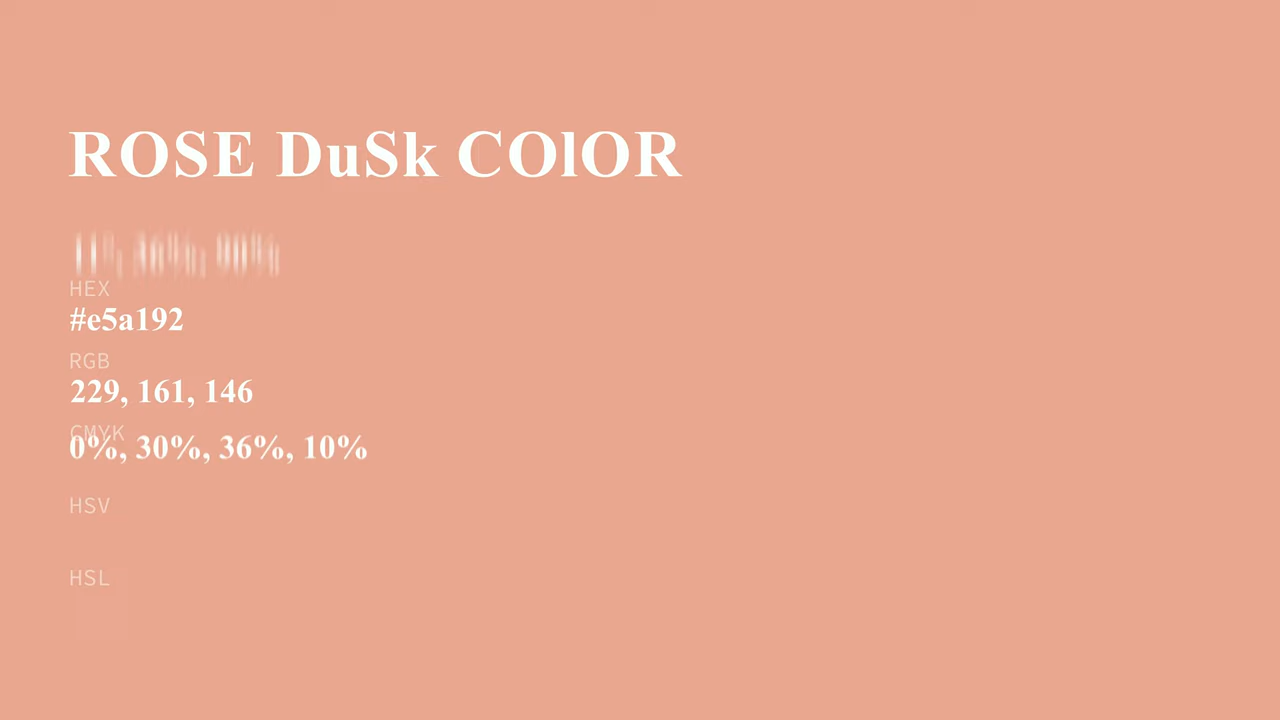 ROSE DuSk COlOR
HEX
#e5a192
RGB
229, 161, 146
CMYK
0%, 30%, 36%, 10%
HSV
HSL